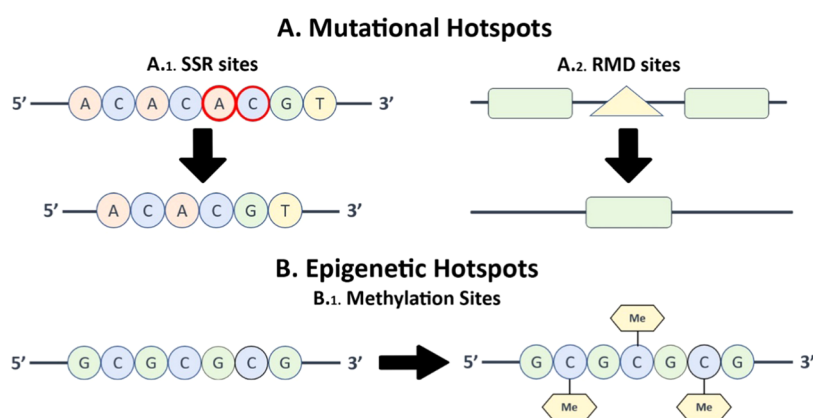 A. Mutational Hotspots
A.1. SSR sites
A.2. RMD sites
5’ A C A C A C G T 3’
5’ A C A C G T 3’
B. Epigenetic Hotspots
B.1. Methylation Sites
Me
5’ G C G C G C G 3’
5’ G C G C G C G 3’
Me Me